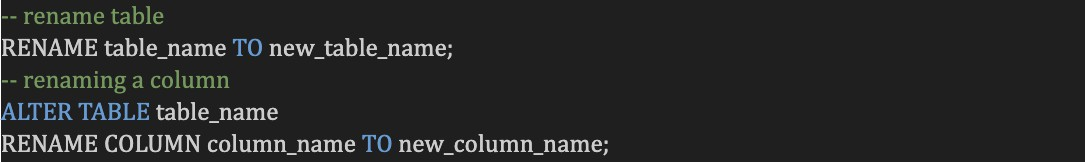 -- rename table
RENAME table_name TO new_table_name;
-- renaming a column
ALTER TABLE table_name
RENAME COLUMN column_name TO new_column_name;